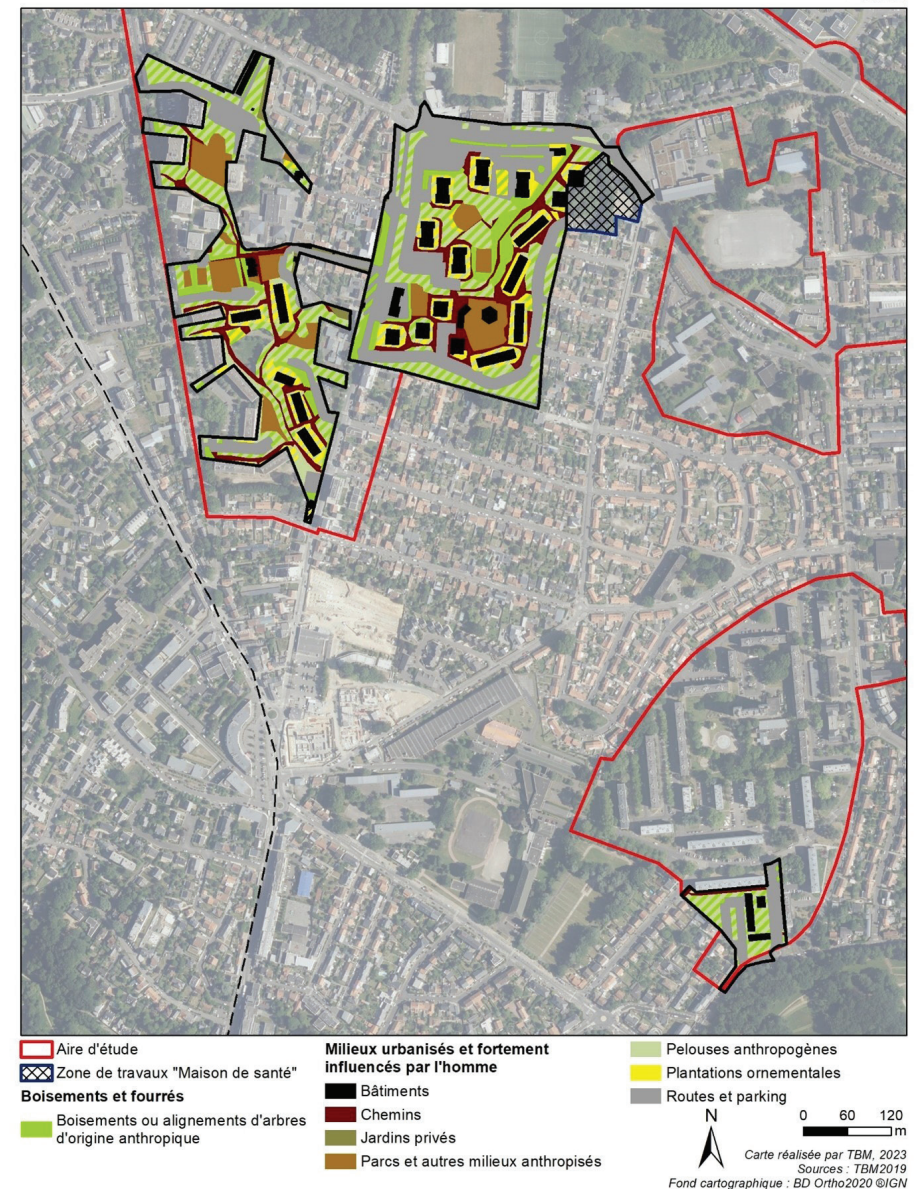 Aire d'étude
Zone de travaux "Maison de santé"
Boisements et fourrés
Boisements ou alignements d'arbres
d'origine anthropique
Milieux urbanisés et fortement
influencés par l'homme
Bâtiments
Chemins
Jardins privés
Parcs et autres milieux anthropisés
Pelouses anthropogènes
Plantations ornementales
Routes et parking
N
0 60 120
m
Carte réalisée par TBM, 2023
Sources : TBM2019
Fond cartographique : BD Ortho2020 ©IGN